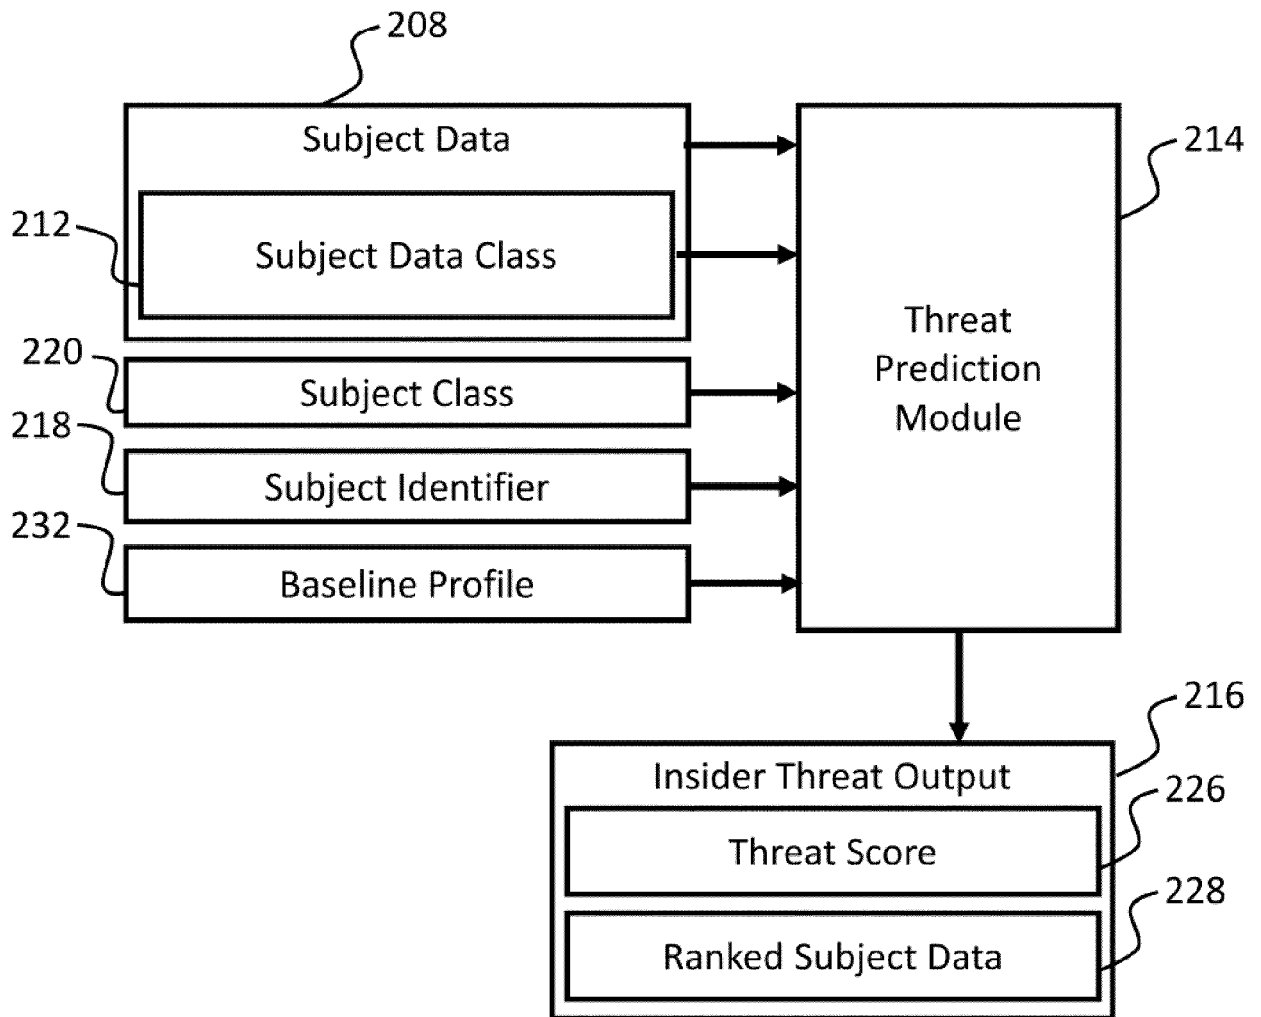 208
Subject Data
214
212
Subject Data Class
Threat
Prediction
Module
220
Subject Class
218
Subject Identifier
232
Baseline Profile
216
Insider Threat Output
226
Threat Score
228
Ranked Subject Data